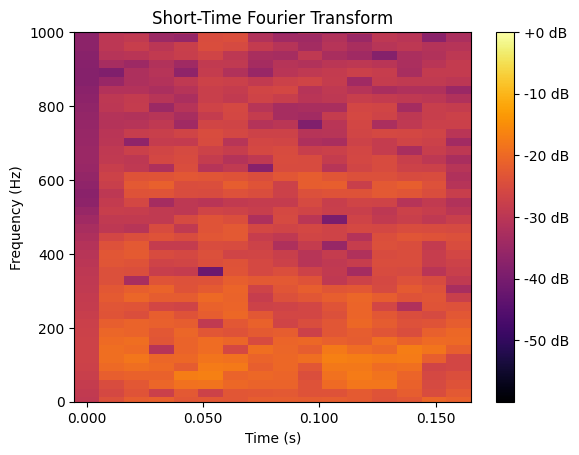 Short-Time Fourier Transform
1000
800
600
400
200
0
Frequency (Hz)
0.000
0.050
0.100
0.150
Time (s)
+0 dB
-10 dB
-20 dB
-30 dB
-40 dB
-50 dB